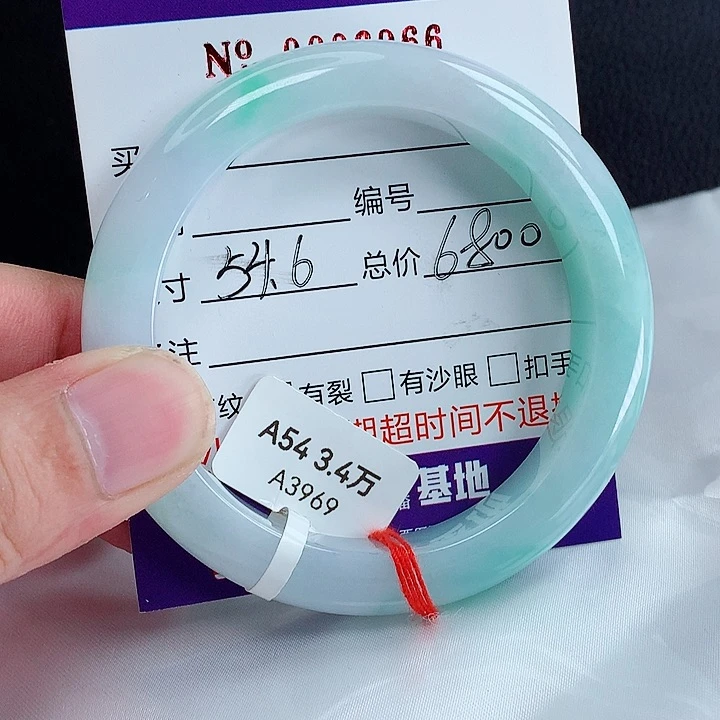 №
买
编号
寸 54.6 总价 6800
注
纹 有裂 □有沙眼 □扣手
期超时间不退
A54 3.4万
A3969
基地